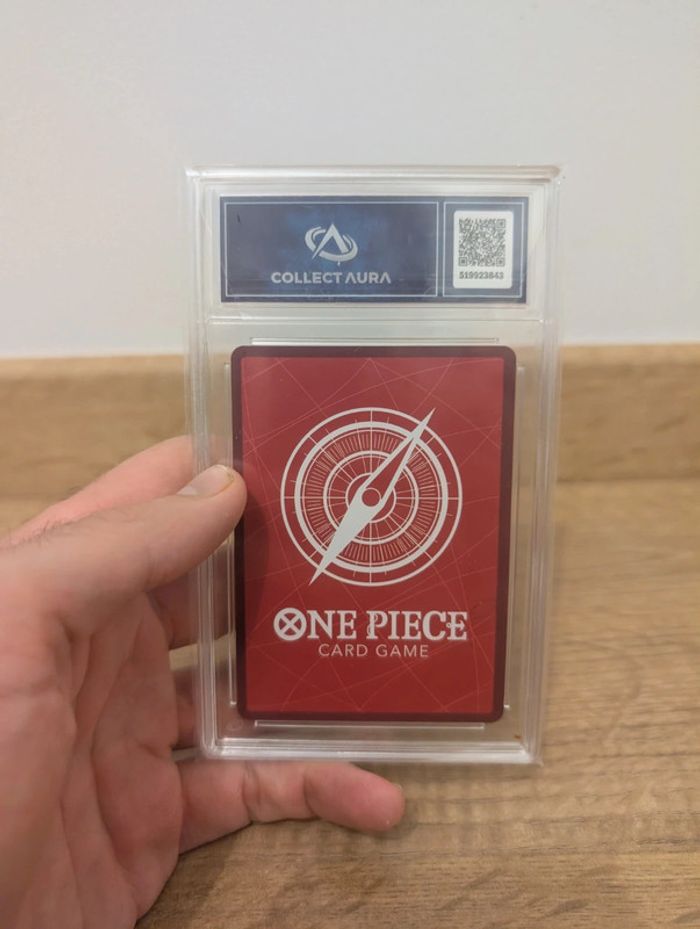 COLLECT AURA
519923843
ONE PIECE
CARD GAME